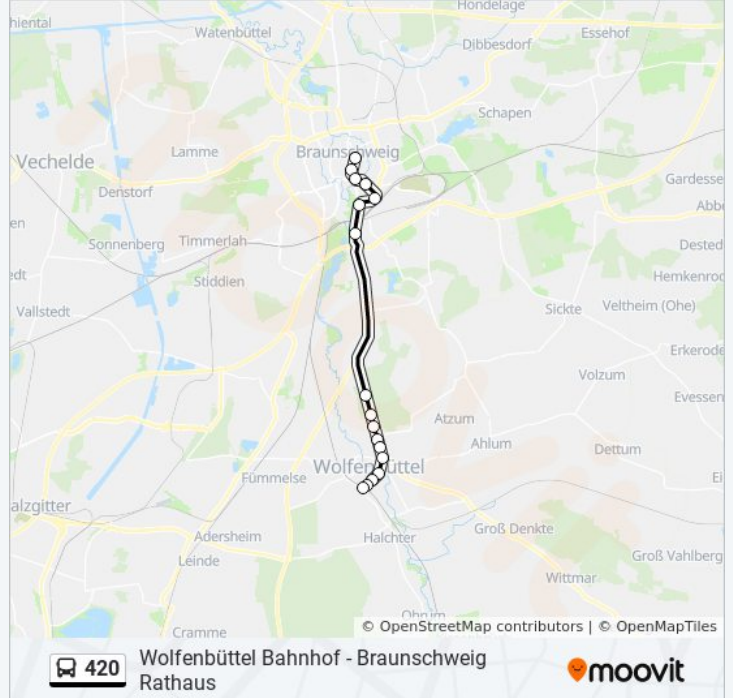 hiental
Hondelage
Watenbüttel
Essehof
Dibbesdorf
Schapen
Braunschweig
Lamme
Vechelde
Gardesse
Denstorf
Abbe
en
Sonnenberg
Timmerlah
Dested
Hemkenrod
edt
Stiddien
Veltheim (Ohe)
Sickte
Vallstedt
Erkerode
Volzum
Evessen
Atzum
Ahlum
Dettum
Wolfenbüttel
Fümmelse
Ei
alzgitter
Groß Denkte
Adersheim
Halchter
Groß Vahlberg
Leinde
Wittmar
Ohrum
Cramme
© OpenStreetMap contributors | © OpenMapTiles
420
Wolfenbüttel Bahnhof - Braunschweig
Rathaus
moovit